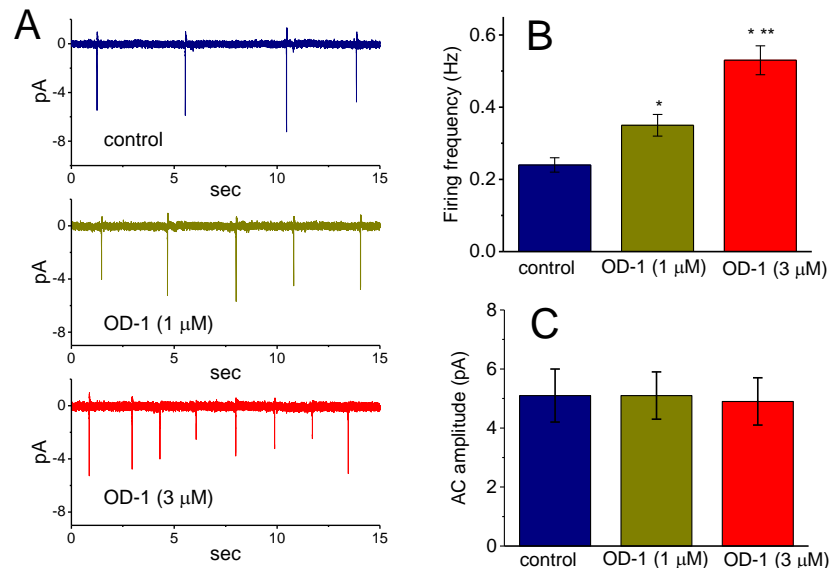 A
0
-4
-8
pA
control
0
5
10
15
sec
0
-4
-8
pA
OD-1 (1 μM)
0
5
10
15
sec
0
-4
-8
pA
OD-1 (3 μM)
0
5
10
15
sec
B
0.6
0.4
0.2
0.0
Firing frequency (Hz)
*
* **
control
OD-1 (1 μM)
OD-1 (3 μM)
C
8
6
4
2
0
AC amplitude (pA)
control
OD-1 (1 μM)
OD-1 (3 μM)